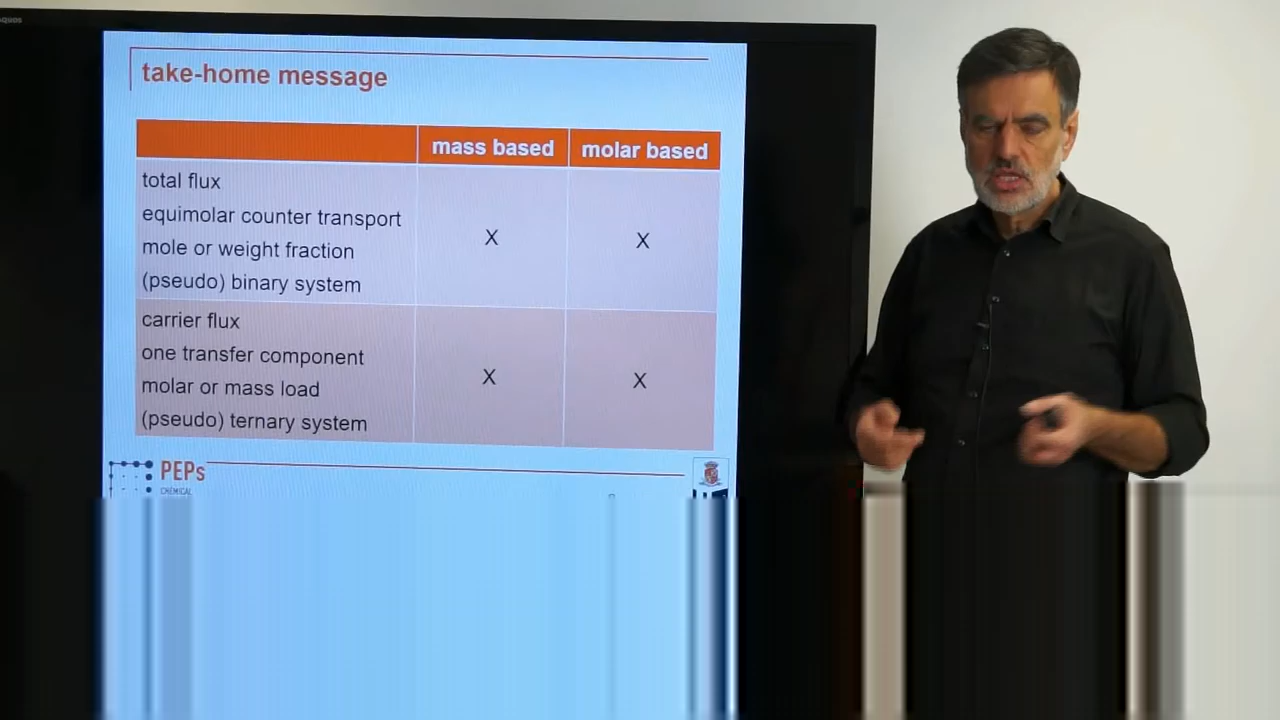 take-home message
mass based
molar based
total flux
equimolar counter transport
mole or weight fraction
(pseudo) binary system
X
X
carrier flux
one transfer component
molar or mass load
(pseudo) ternary system
X
X
PEPs
CHEMICAL